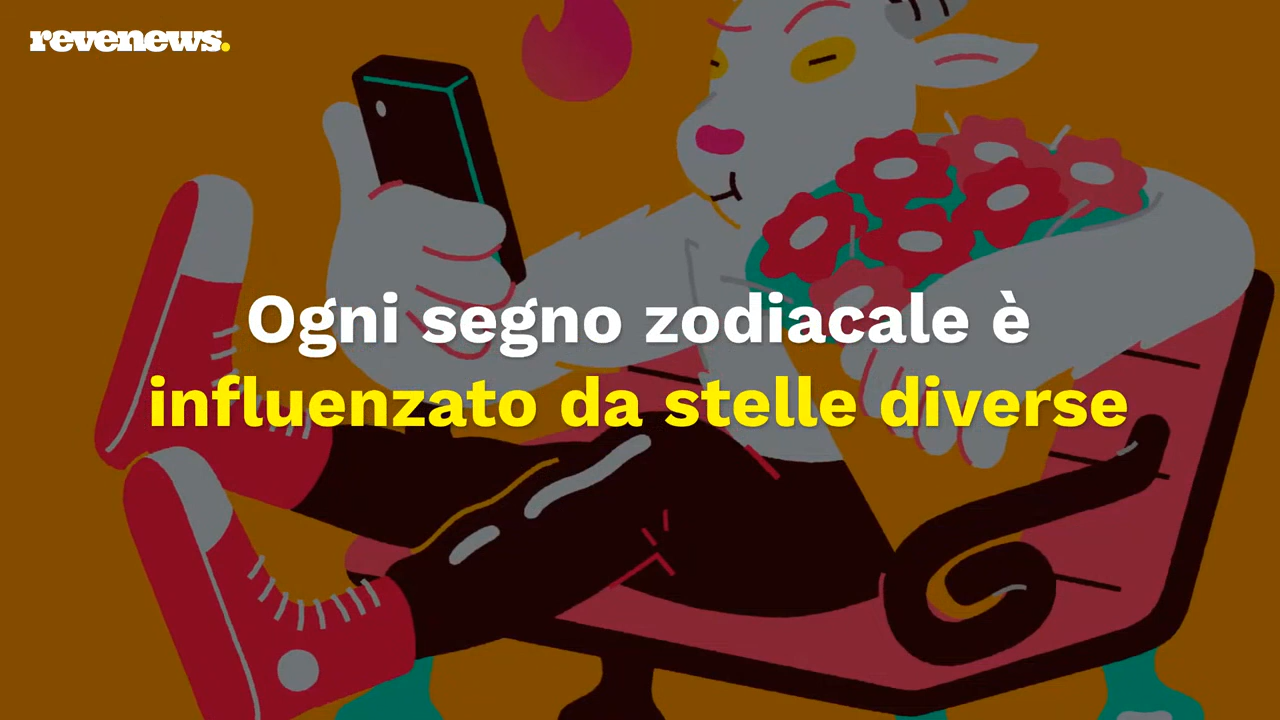 revenews.
Ogni segno zodiacale è
influenzato da stelle diverse